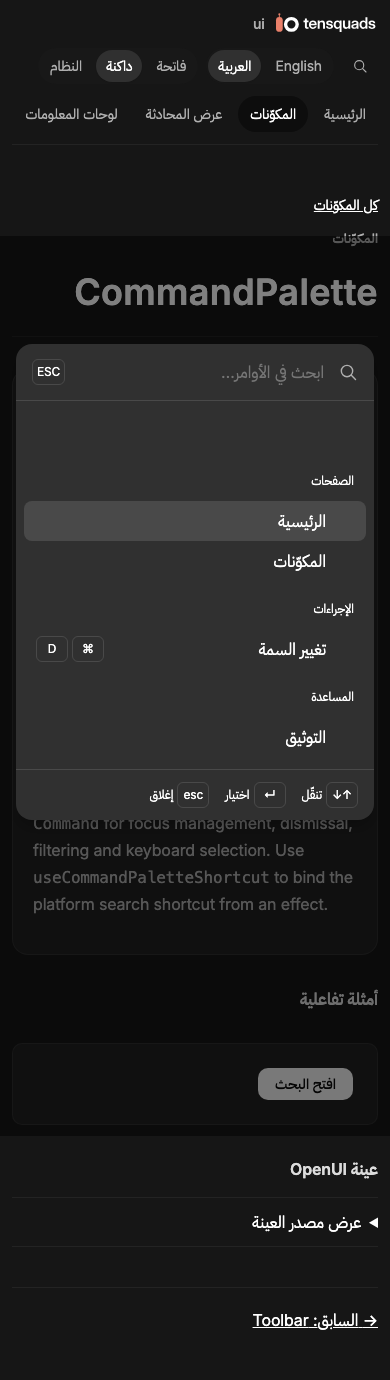 tensquads ui
English العربية فاتحة داكنة النظام
الرئيسية المكوّنات عرض المحادثة لوحات المعلومات
كل المكوّنات
المكوّنات
CommandPalette
ابحث في الأوامر... ESC
الصفحات
الرئيسية
المكوّنات
الإجراءات
تغيير السمة ⌘ D
المساعدة
التوثيق
↑↓ تنقّل ↵ اختيار esc إغلاق
Command for focus management, dismissal,
filtering and keyboard selection. Use
useCommandPaletteShortcut to bind the
platform search shortcut from an effect.
أمثلة تفاعلية
افتح البحث
عينة OpenUI
◀ عرض مصدر العينة
→ السابق: Toolbar